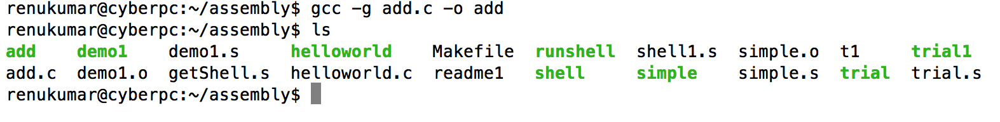 renukumar@cyberpc:~/assembly$ gcc -g add.c -o add
renukumar@cyberpc:~/assembly$ ls
add demo1 demo1.s helloworld Makefile runshell shell1.s simple.o t1 trial1
add.c demo1.o getShell.s helloworld.c readme1 shell simple simple.s trial trial.s
renukumar@cyberpc:~/assembly$